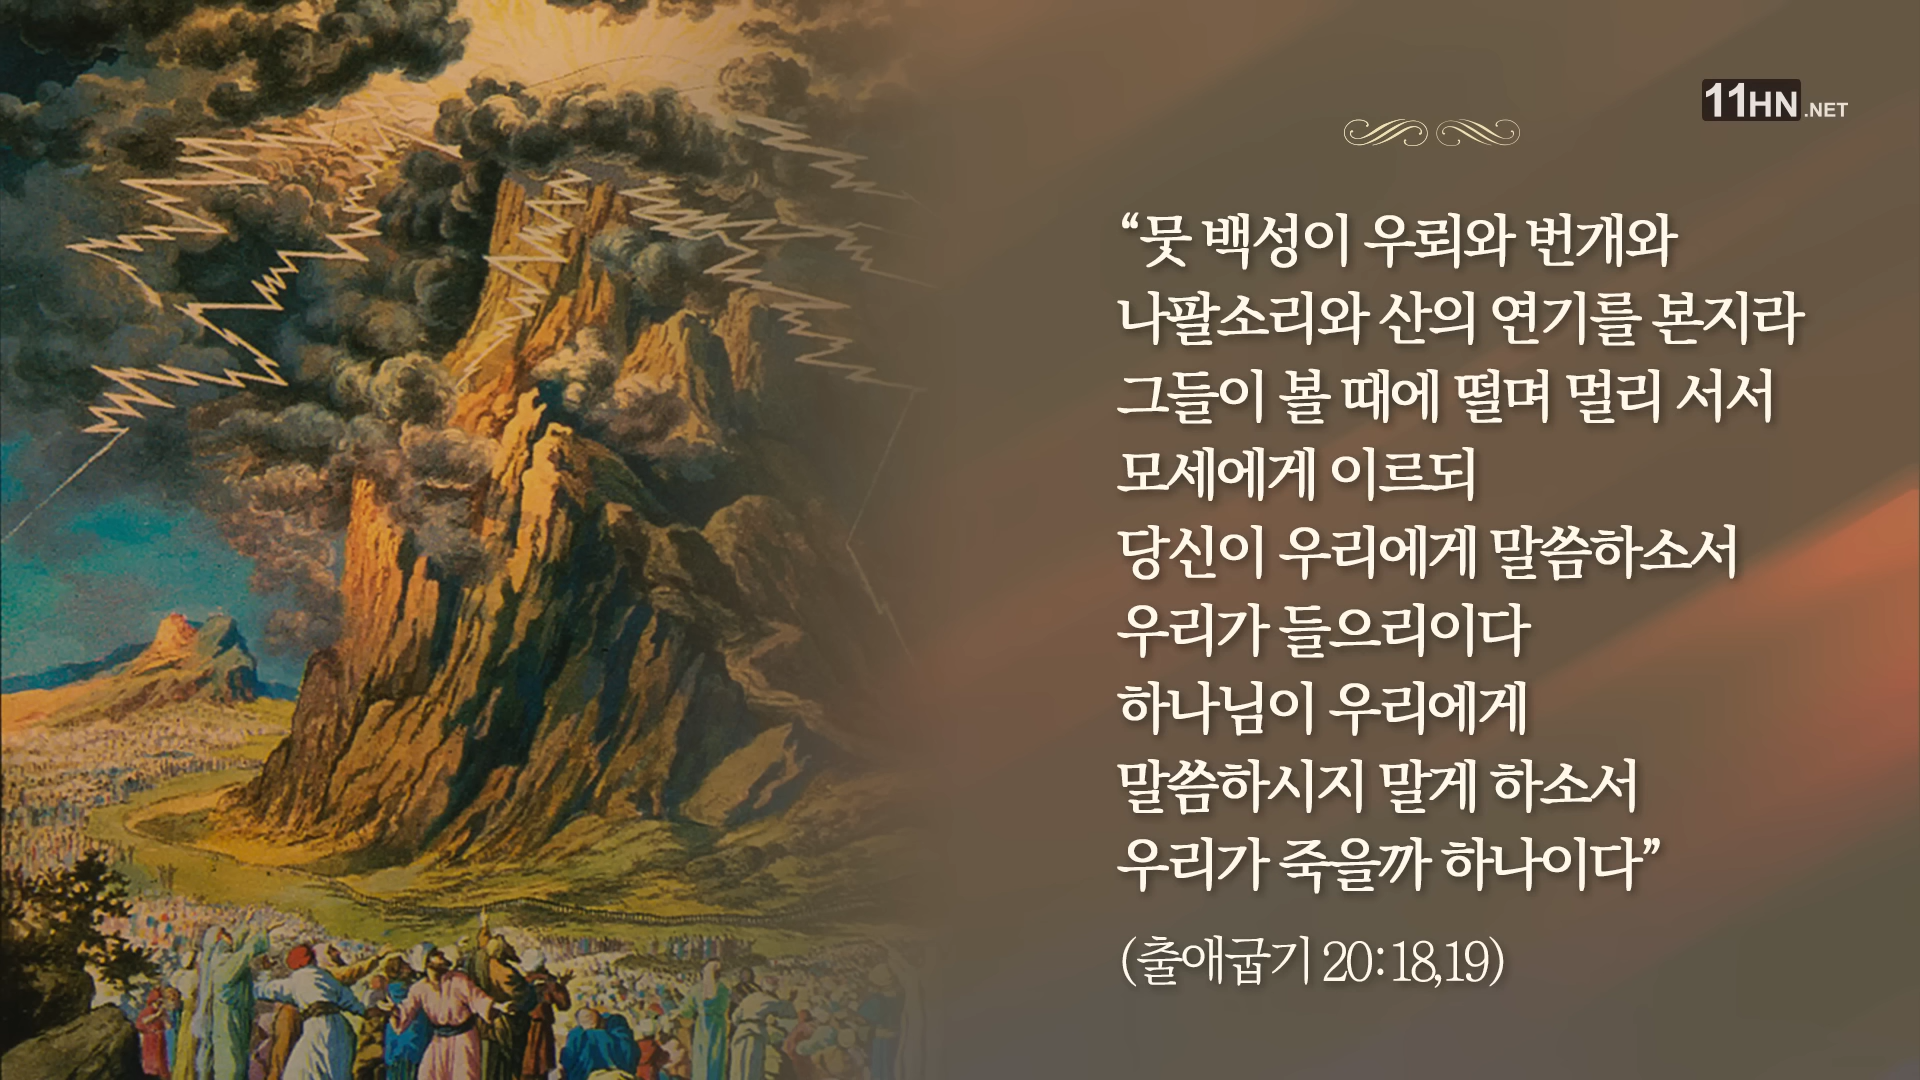 11HN.NET
“뭇 백성이 우뢰와 번개와
나팔소리와 산의 연기를 본지라
그들이 볼 때에 떨며 멀리 서서
모세에게 이르되
당신이 우리에게 말씀하소서
우리가 들으리이다
하나님이 우리에게
말씀하시지 말게 하소서
우리가 죽을까 하나이다”
(출애굽기 20:18,19)